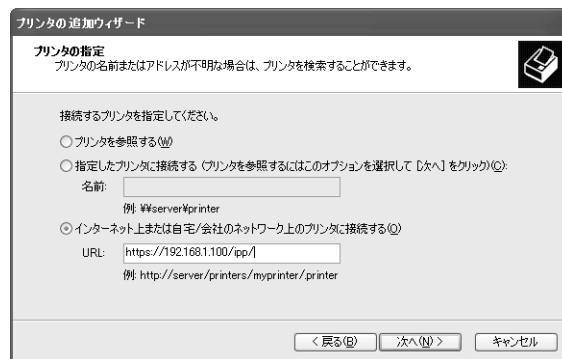 プリンタの追加ウィザード
プリンタの指定
プリンタの名前またはアドレスが不明な場合は、プリンタを検索することができます。
接続するプリンタを指定してください。
プリンタを参照する(W)
指定したプリンタに接続する (プリンタを参照するにはこのオプションを選択して [次へ] をクリック)(C):
名前:
例: ¥¥server¥printer
インターネット上または自宅/会社のネットワーク上のプリンタに接続する(O)
URL: https://192.168.1.100/ipp/
例: http://server/printers/myprinter/.printer
< 戻る(B) 次へ(N) > キャンセル